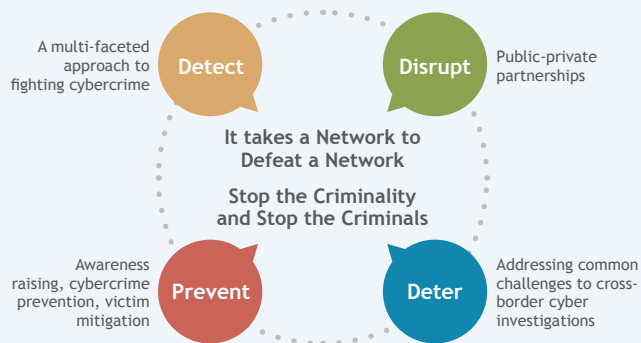 A multi-faceted
approach to
fighting cybercrime
Detect
Disrupt
Public-private
partnerships
It takes a Network to
Defeat a Network
Stop the Criminality
and Stop the Criminals
Awareness
raising, cybercrime
prevention, victim
mitigation
Prevent
Deter
Addressing common
challenges to cross-
border cyber
investigations